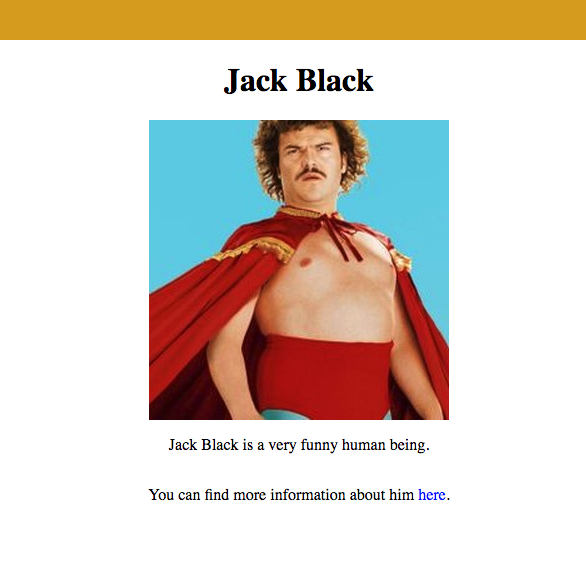 Jack Black
Jack Black is a very funny human being.
You can find more information about him here.